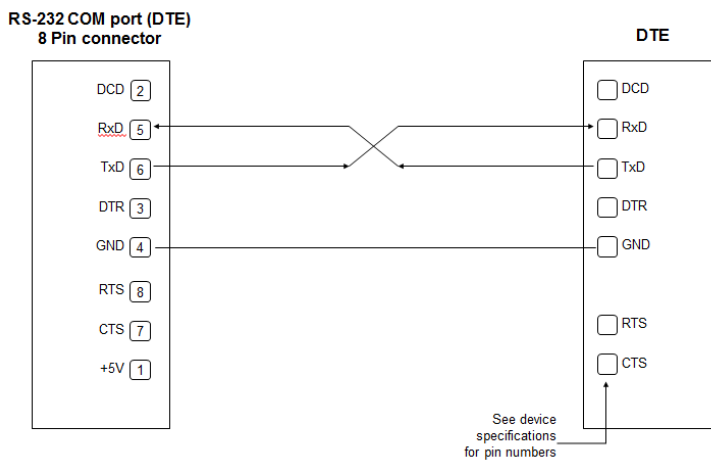 RS-232 COM port (DTE)
8 Pin connector
DTE
DCD 2
RxD 5
TxD 6
DTR 3
GND 4
RTS 8
CTS 7
+5V 1
DCD
RxD
TxD
DTR
GND
RTS
CTS
See device
specifications
for pin numbers